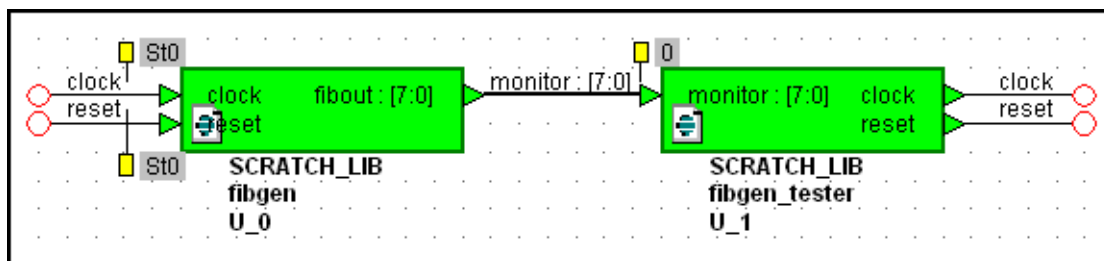 St0
0
clock
clock
fibout : [7:0]
monitor : [7:0]
monitor : [7:0]
clock
clock
reset
reset
reset
reset
St0
SCRATCH_LIB
fibgen
U_0
SCRATCH_LIB
fibgen_tester
U_1